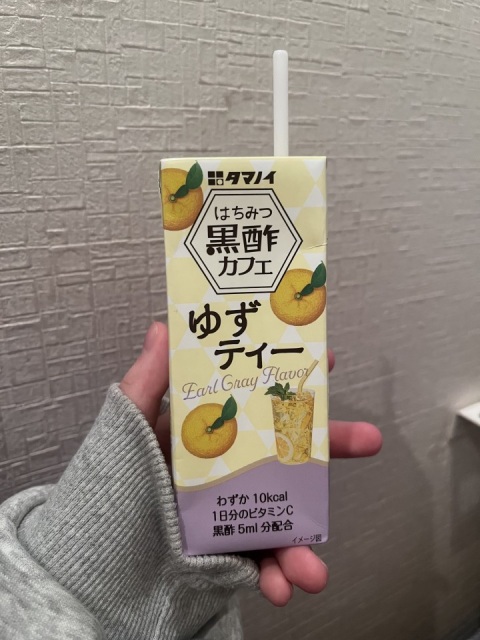 タマノイ
はちみつ
黒酢
カフェ
ゆず
ティー
Earl Gray Flavor
わずか 10kcal
1日分のビタミンC
黒酢 5ml 分配合
イメージ図